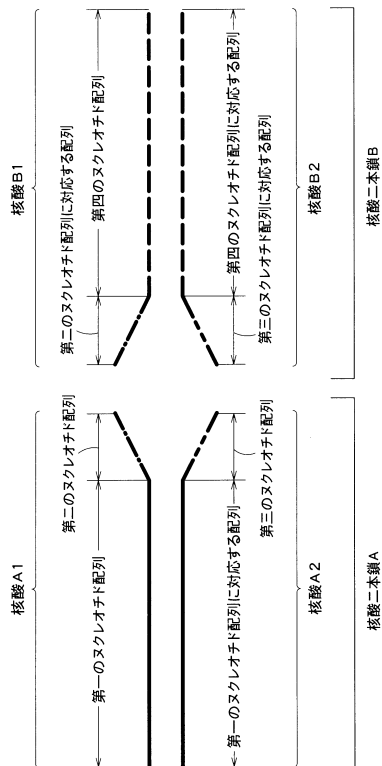 核酸A1
第一のヌクレオチド配列
第二のヌクレオチド配列
第一のヌクレオチド配列に対応する配列
第三のヌクレオチド配列
核酸A2
核酸二本鎖A
核酸B1
第二のヌクレオチド配列に対応する配列
第四のヌクレオチド配列
第四のヌクレオチド配列に対応する配列
第三のヌクレオチド配列に対応する配列
核酸B2
核酸二本鎖B